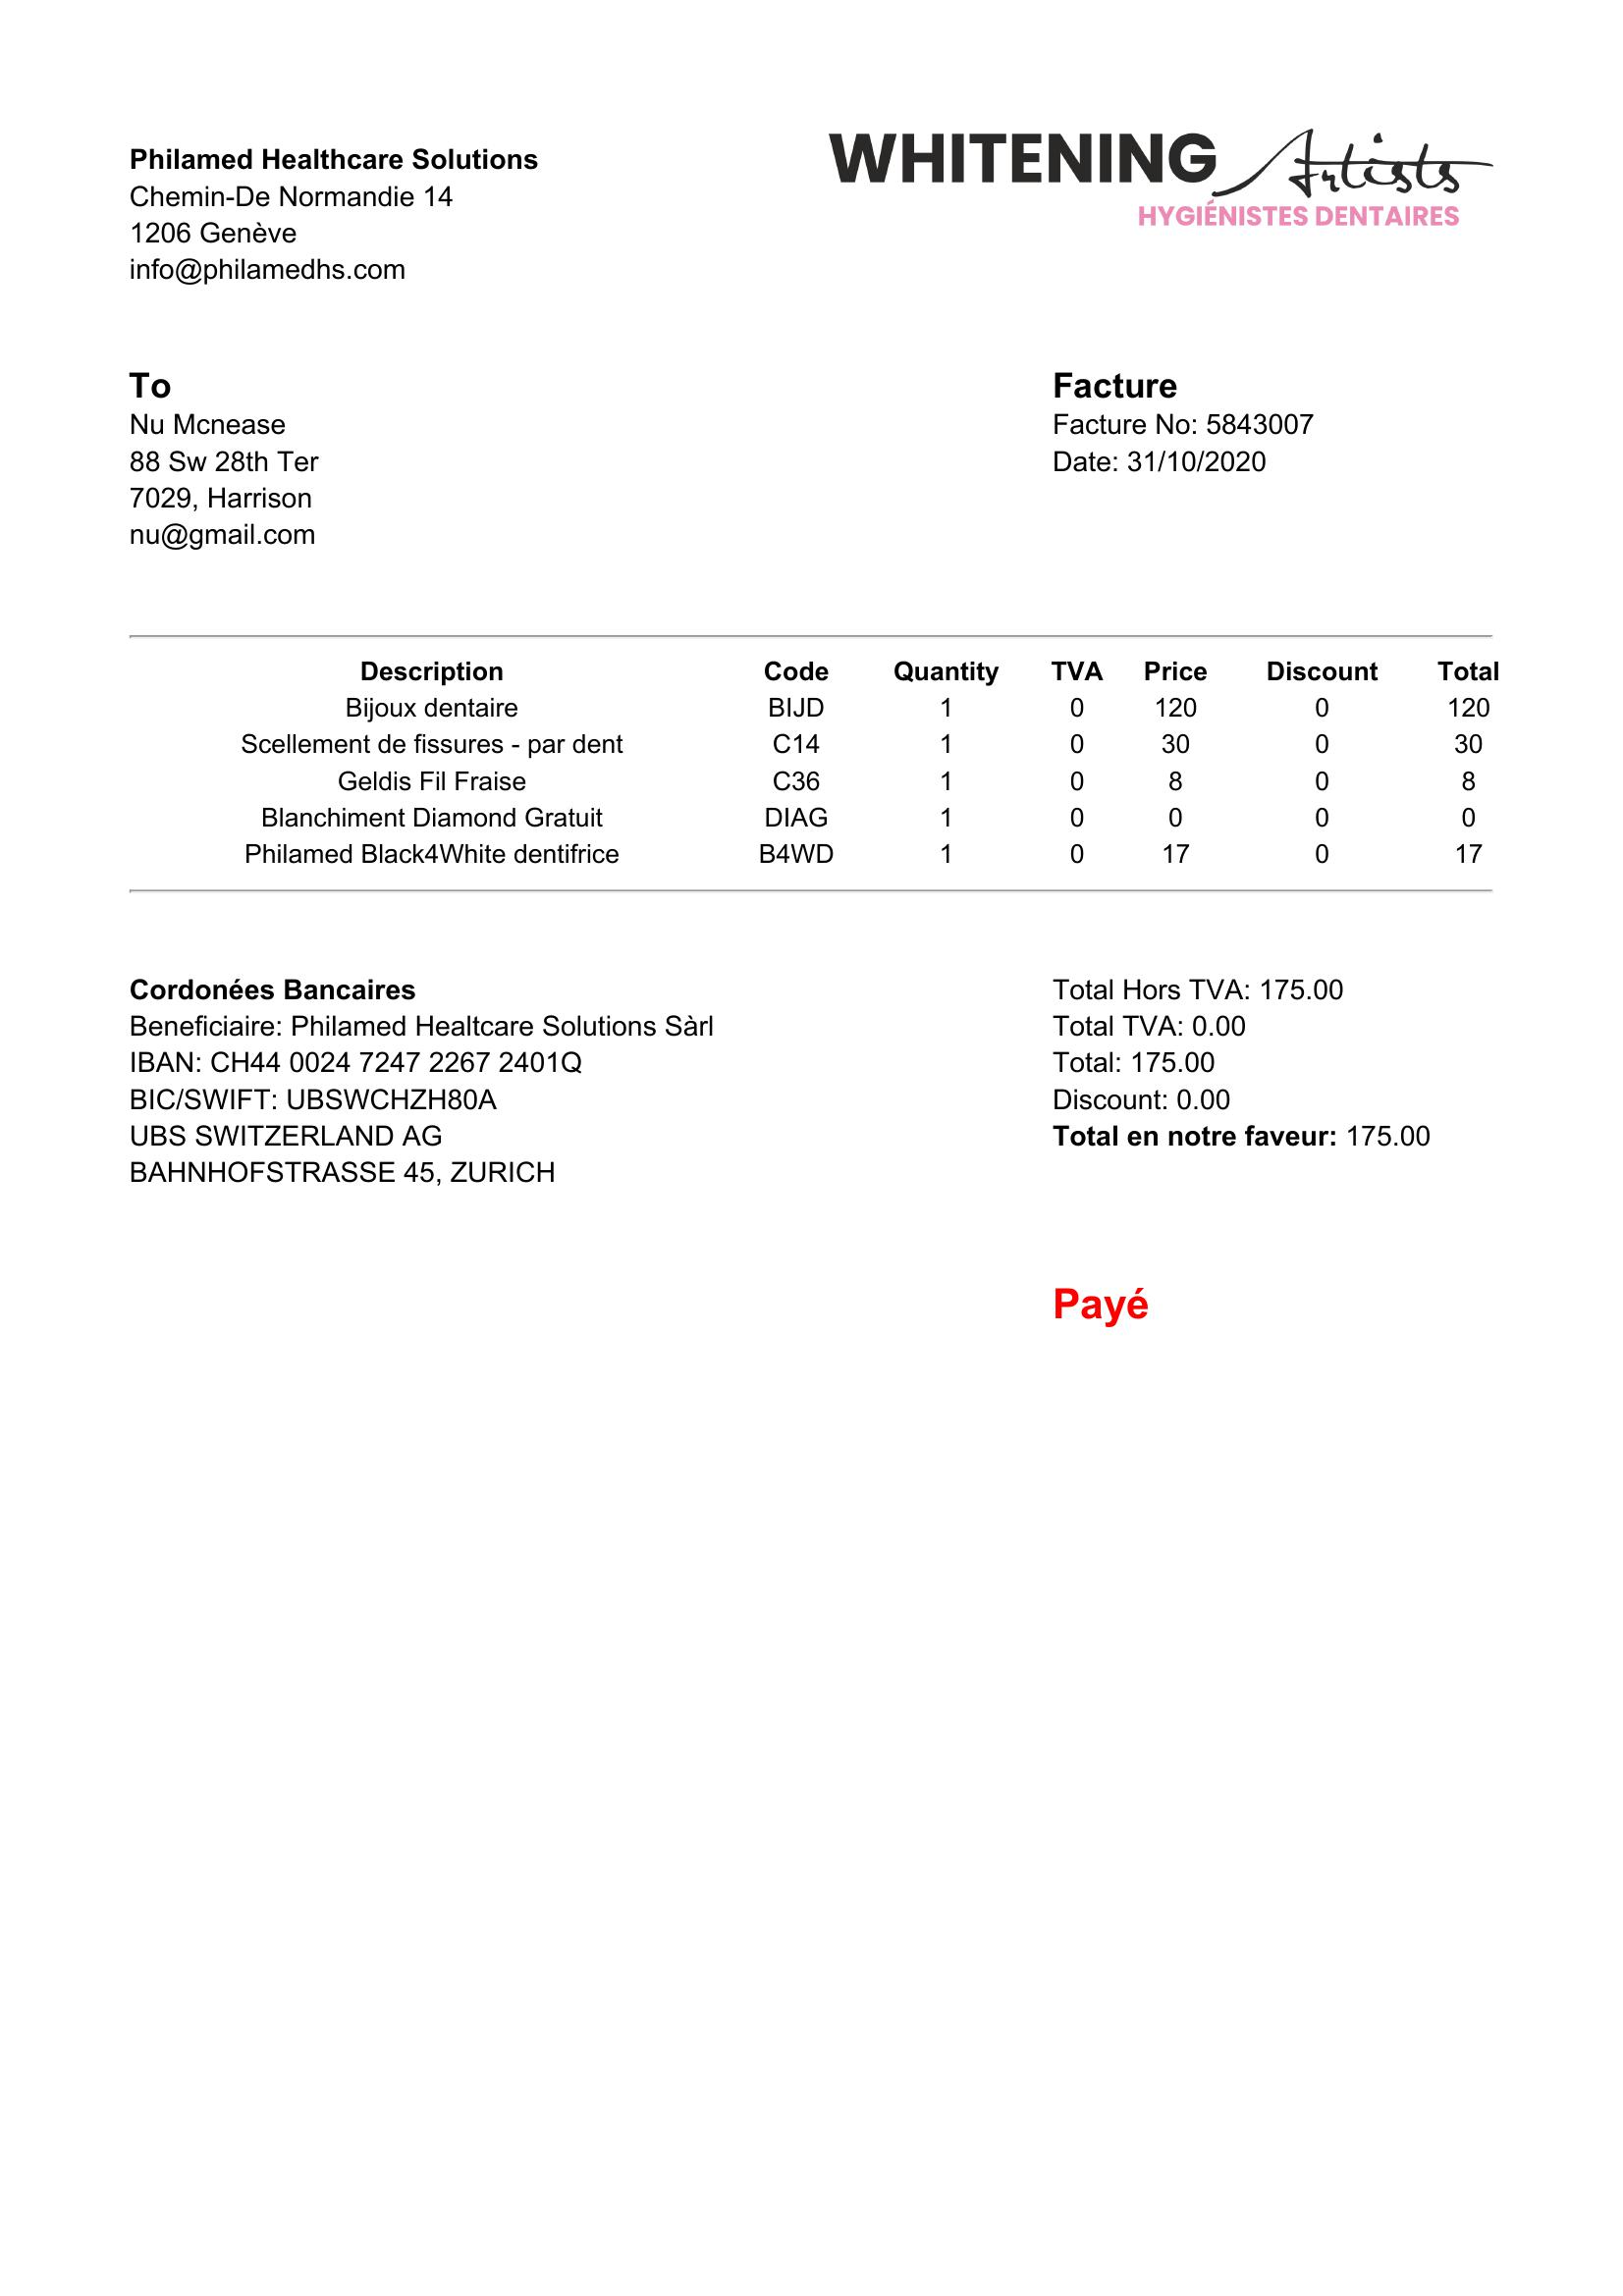 Philamed Healthcare Solutions
Chemin-De Normandie 14
1206 Genève
info@philamedhs.com
WHITENING Artists
HYGIÉNISTES DENTAIRES
To
Nu Mcnease
88 Sw 28th Ter
7029, Harrison
nu@gmail.com
Facture
Facture No: 5843007
Date: 31/10/2020
Description Code Quantity TVA Price Discount Total
Bijoux dentaire BIJD 1 0 120 0 120
Scellement de fissures - par dent C14 1 0 30 0 30
Geldis Fil Fraise C36 1 0 8 0 8
Blanchiment Diamond Gratuit DIAG 1 0 0 0 0
Philamed Black4White dentifrice B4WD 1 0 17 0 17
Cordonées Bancaires
Beneficiaire: Philamed Healtcare Solutions Sàrl
IBAN: CH44 0024 7247 2267 2401Q
BIC/SWIFT: UBSWCHZH80A
UBS SWITZERLAND AG
BAHNHOFSTRASSE 45, ZURICH
Total Hors TVA: 175.00
Total TVA: 0.00
Total: 175.00
Discount: 0.00
Total en notre faveur: 175.00
Payé